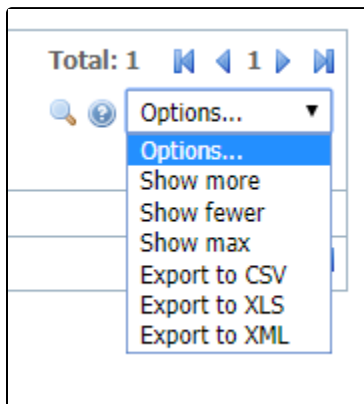 Total: 1 1
Options...
Options...
Show more
Show fewer
Show max
Export to CSV
Export to XLS
Export to XML